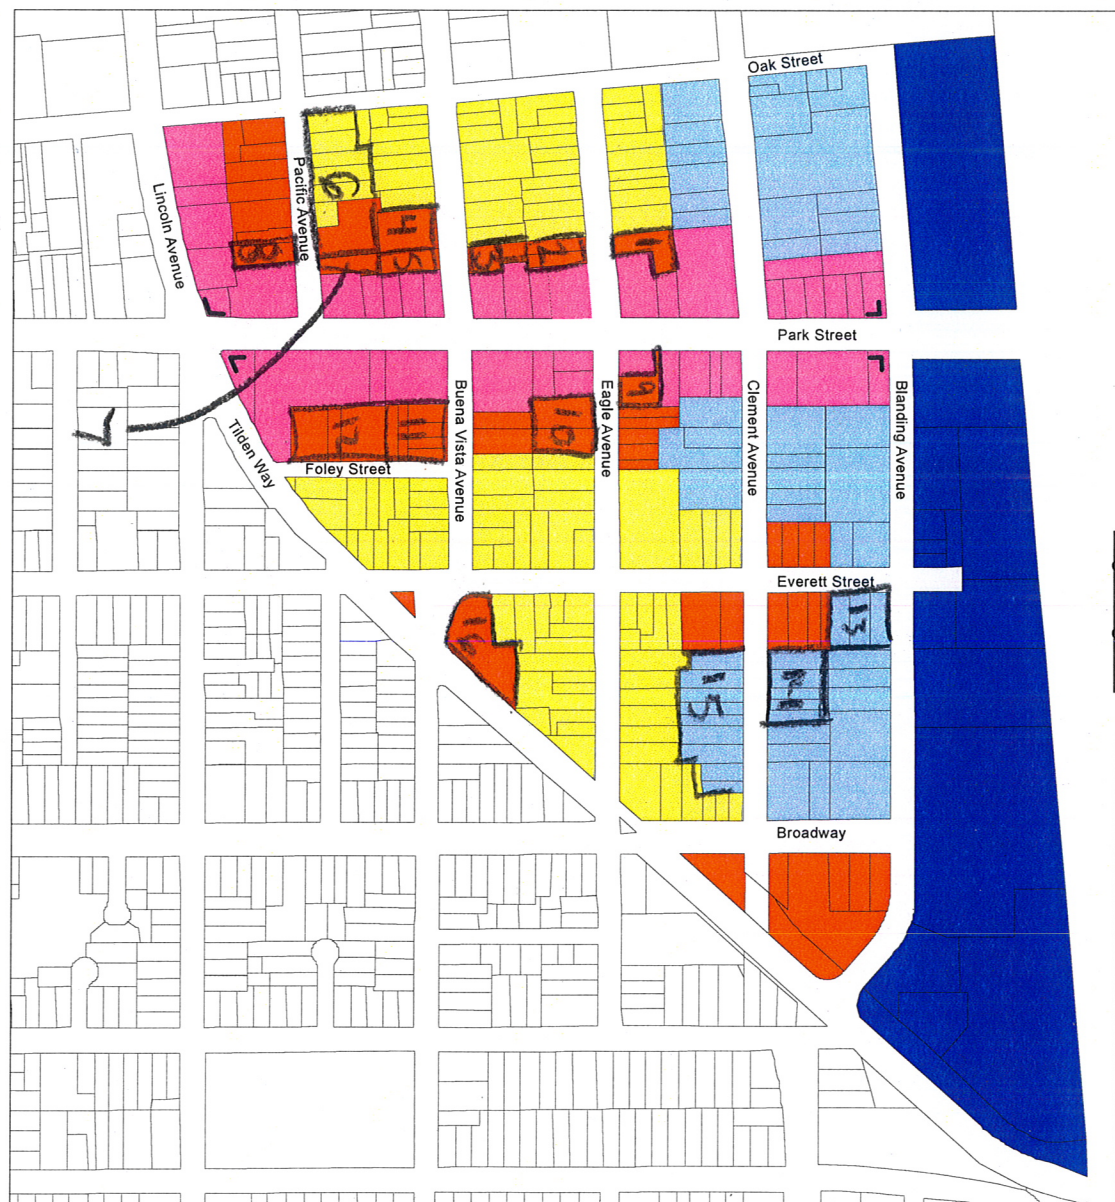 Oak Street
Lincoln Avenue
Pacific Avenue
6
8
4
5
3
2
1
Park Street
7
9
Buena Vista Avenue
Eagle Avenue
Clement Avenue
Blanding Avenue
12
11
10
Tilden Way
Foley Street
Everett Street
13
16
15
14
Broadway